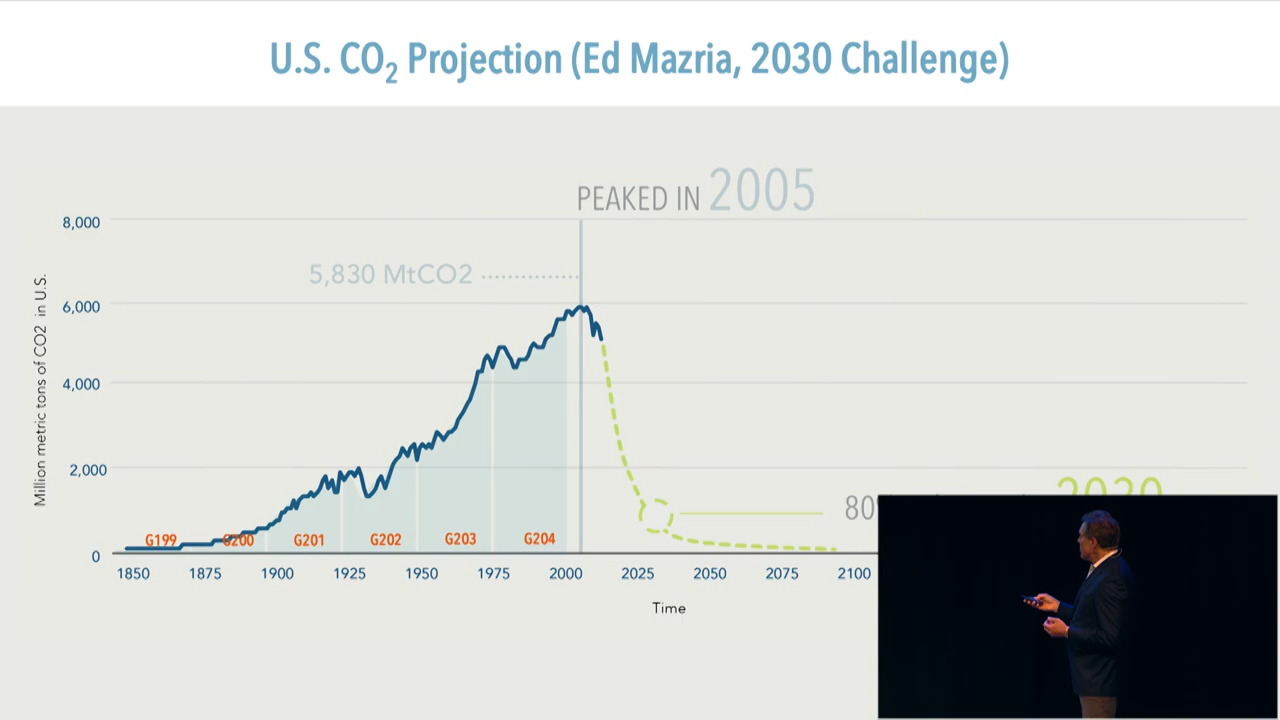 U.S. CO₂ Projection (Ed Mazria, 2030 Challenge)
PEAKED IN 2005
8,000
5,830 MtCO2
6,000
4,000
2,000
0
Million metric tons of CO2 in U.S.
80
G199
G200
G201
G202
G203
G204
1850 1875 1900 1925 1950 1975 2000 2025 2050 2075 2100
Time